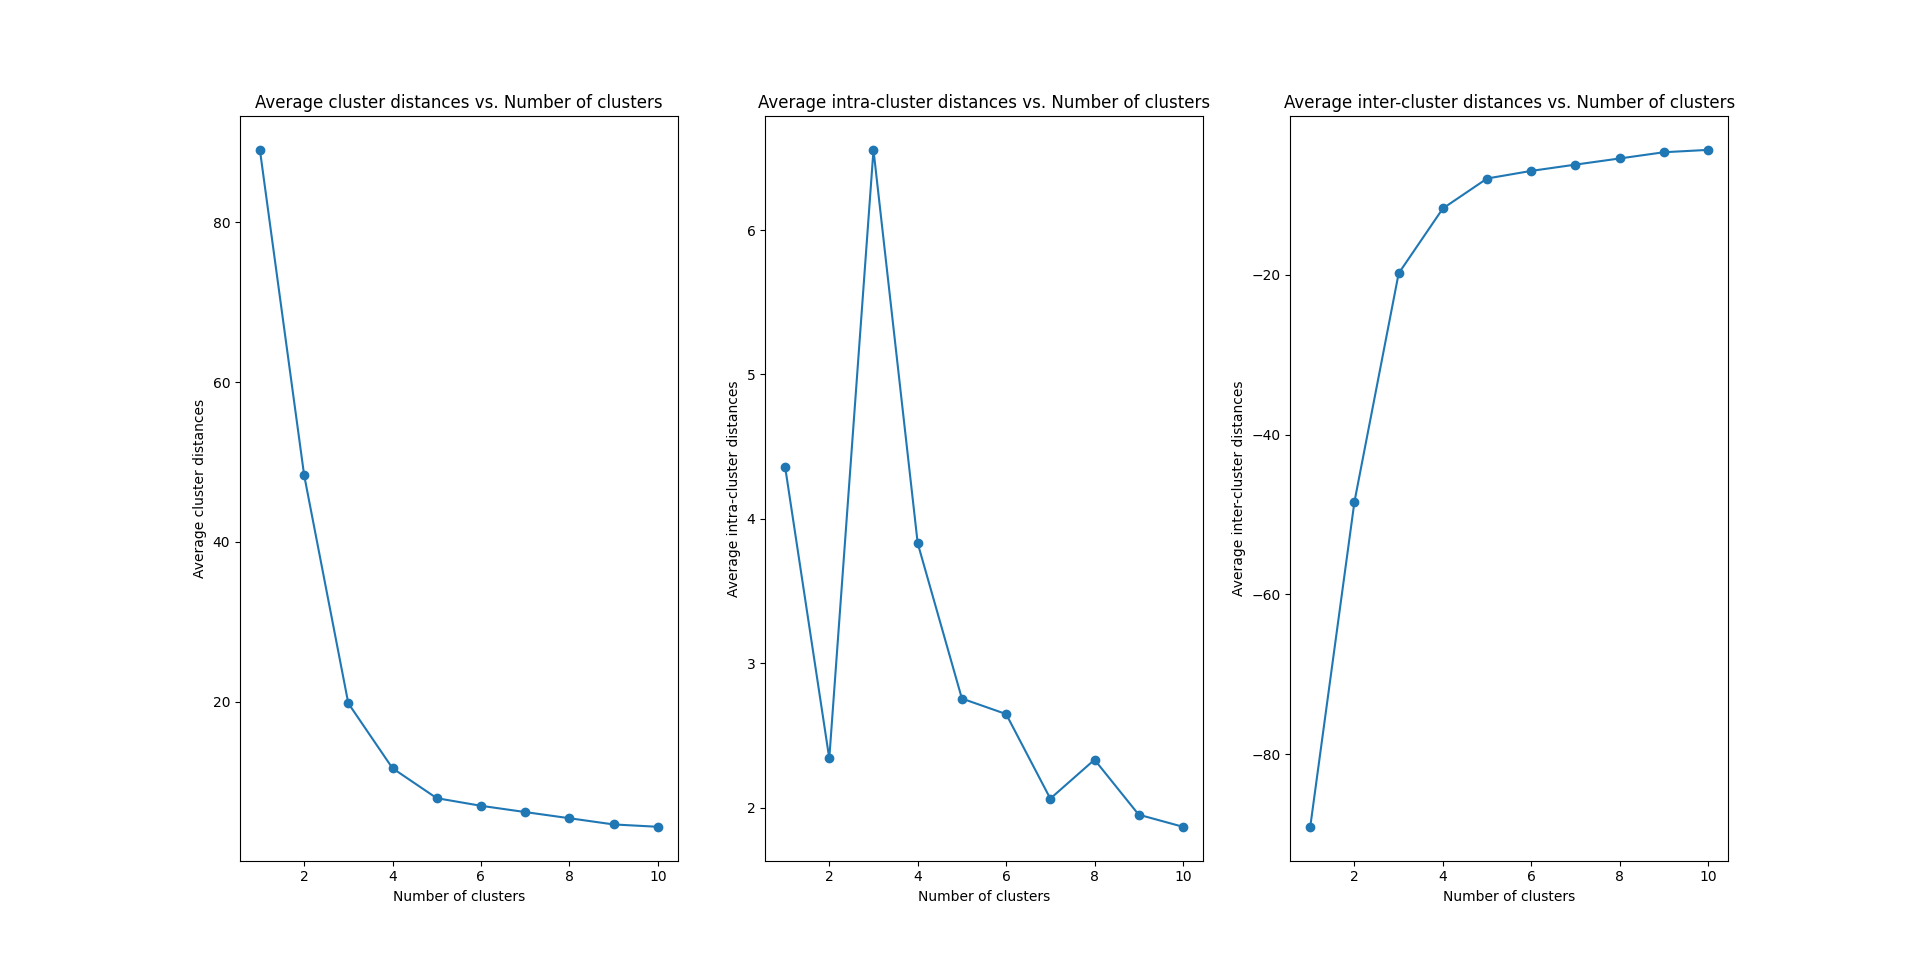 Average cluster distances vs. Number of clusters
80
60
40
20
Average cluster distances
2 4 6 8 10
Number of clusters
Average intra-cluster distances vs. Number of clusters
6
5
4
3
2
Average intra-cluster distances
2 4 6 8 10
Number of clusters
Average inter-cluster distances vs. Number of clusters
−20
−40
−60
−80
Average inter-cluster distances
2 4 6 8 10
Number of clusters